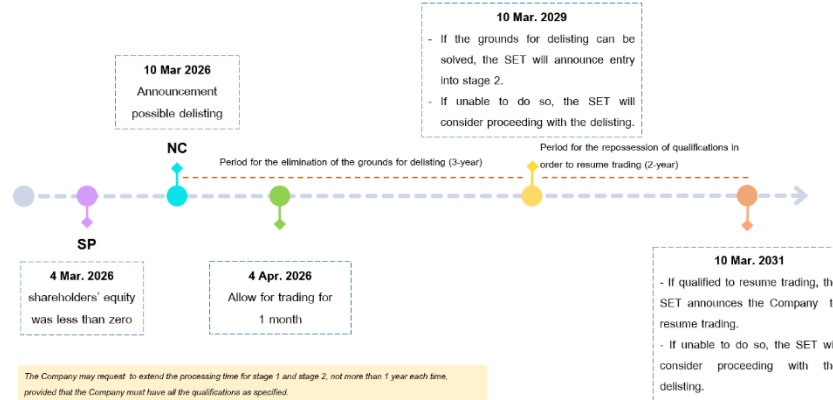 10 Mar. 2029
- If the grounds for delisting can be
solved, the SET will announce entry
into stage 2.
- If unable to do so, the SET will
consider proceeding with the delisting.
10 Mar 2026
Announcement
possible delisting
NC
Period for the elimination of the grounds for delisting (3-year)
Period for the repossession of qualifications in
order to resume trading (2-year)
SP
4 Mar. 2026
shareholders' equity
was less than zero
4 Apr. 2026
Allow for trading for
1 month
10 Mar. 2031
- If qualified to resume trading, the
SET announces the Company t
resume trading.
- If unable to do so, the SET wi
consider proceeding with the
delisting.
The Company may request to extend the processing time for stage 1 and stage 2, not more than 1 year each time,
provided that the Company must have all the qualifications as specified.